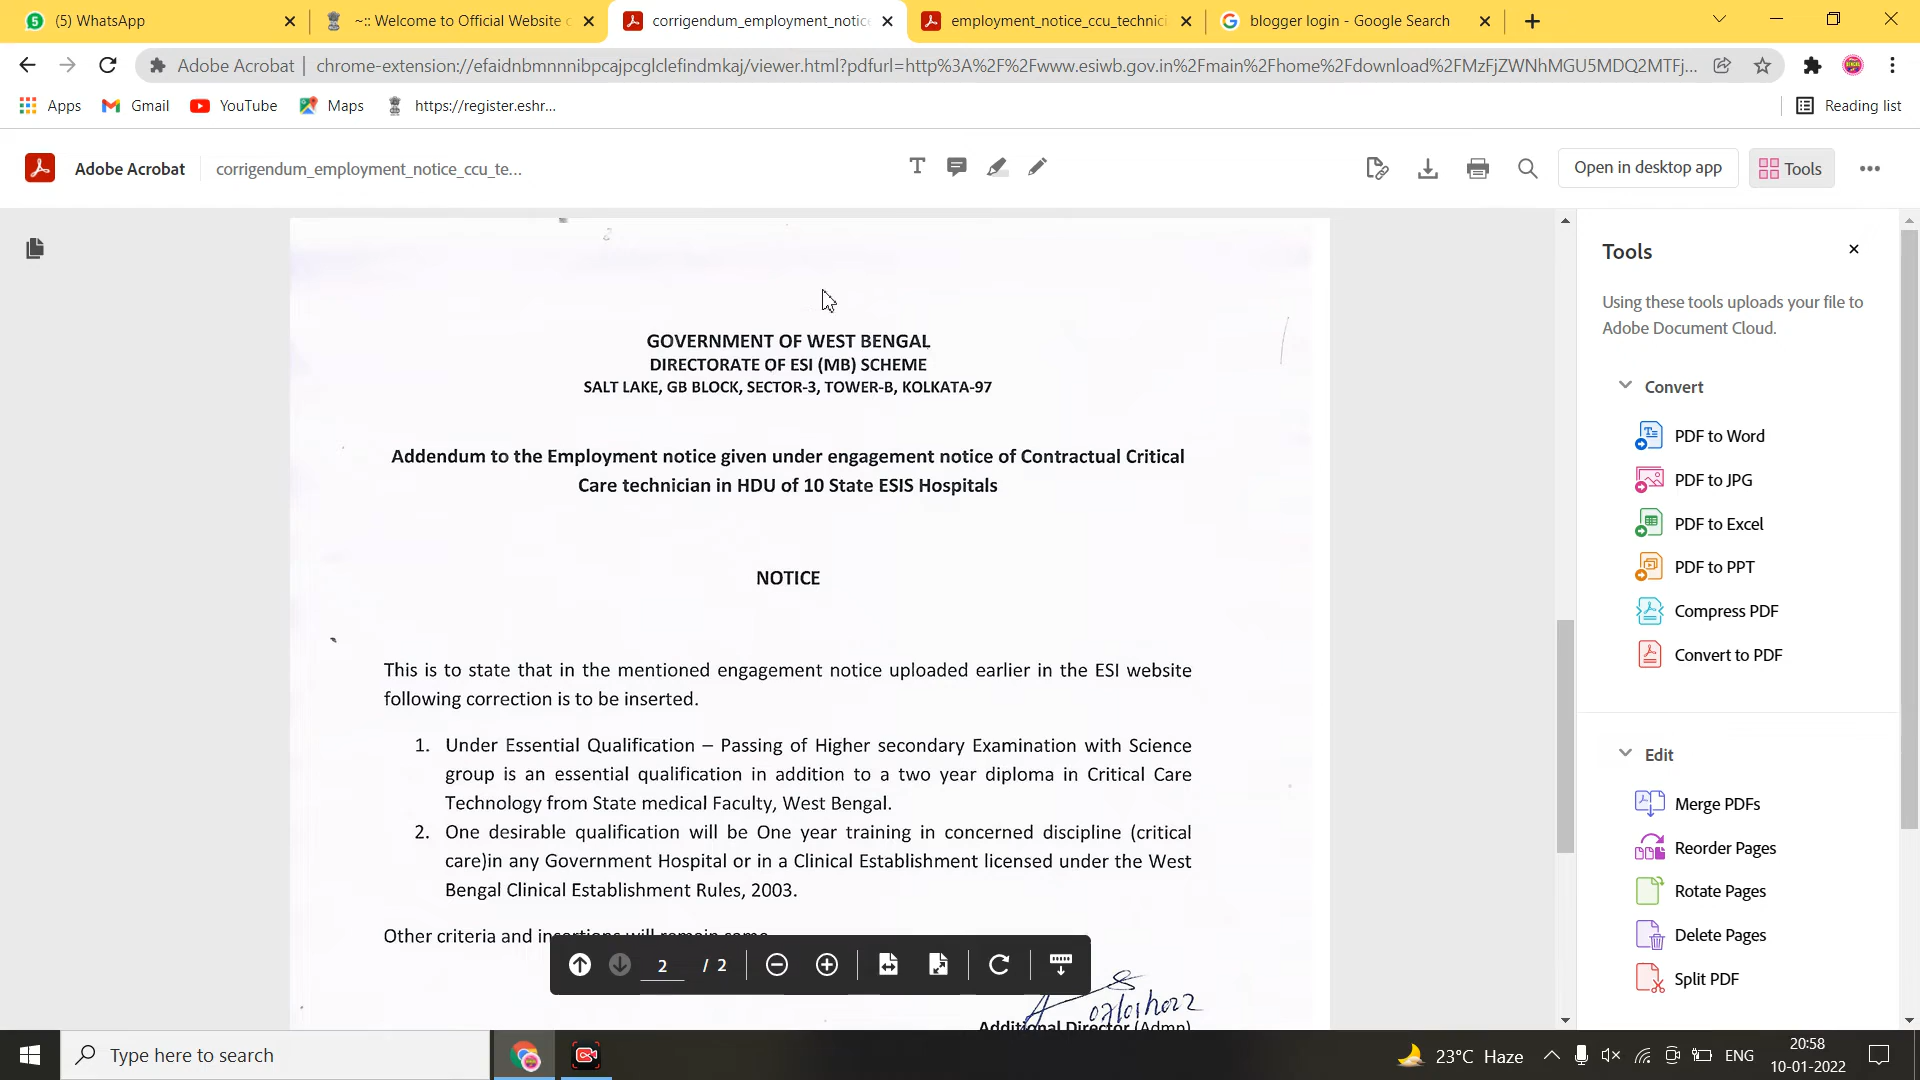 (5) WhatsApp
~:: Welcome to Official Website
corrigendum_employment_notice
employment_notice_ccu_technici
blogger login - Google Search
Adobe Acrobat
chrome-extension://efaidnbmnnnibpcajpcglclefindmkaj/viewer.html?pdfurl=http%3A%2F%2Fwww.esiwb.gov.in%2Fmain%2Fhome%2Fdownload%2FMzFjZWNhMGU5MDQ2MTFj...
Apps
Gmail
YouTube
Maps
https://register.eshr...
Reading list
Adobe Acrobat
corrigendum_employment_notice_ccu_te...
Open in desktop app
Tools
GOVERNMENT OF WEST BENGAL
DIRECTORATE OF ESI (MB) SCHEME
SALT LAKE, GB BLOCK, SECTOR-3, TOWER-B, KOLKATA-97
Addendum to the Employment notice given under engagement notice of Contractual Critical
Care technician in HDU of 10 State ESIS Hospitals
NOTICE
This is to state that in the mentioned engagement notice uploaded earlier in the ESI website
following correction is to be inserted.
1. Under Essential Qualification – Passing of Higher secondary Examination with Science
group is an essential qualification in addition to a two year diploma in Critical Care
Technology from State medical Faculty, West Bengal.
2. One desirable qualification will be One year training in concerned discipline (critical
care)in any Government Hospital or in a Clinical Establishment licensed under the West
Bengal Clinical Establishment Rules, 2003.
Other criteria and insertions will remain same
2 / 2
07/01/2022
Additional Director (Admn)
Tools
Using these tools uploads your file to
Adobe Document Cloud.
Convert
PDF to Word
PDF to JPG
PDF to Excel
PDF to PPT
Compress PDF
Convert to PDF
Edit
Merge PDFs
Reorder Pages
Rotate Pages
Delete Pages
Split PDF
Type here to search
23°C Haze
ENG
20:58
10-01-2022